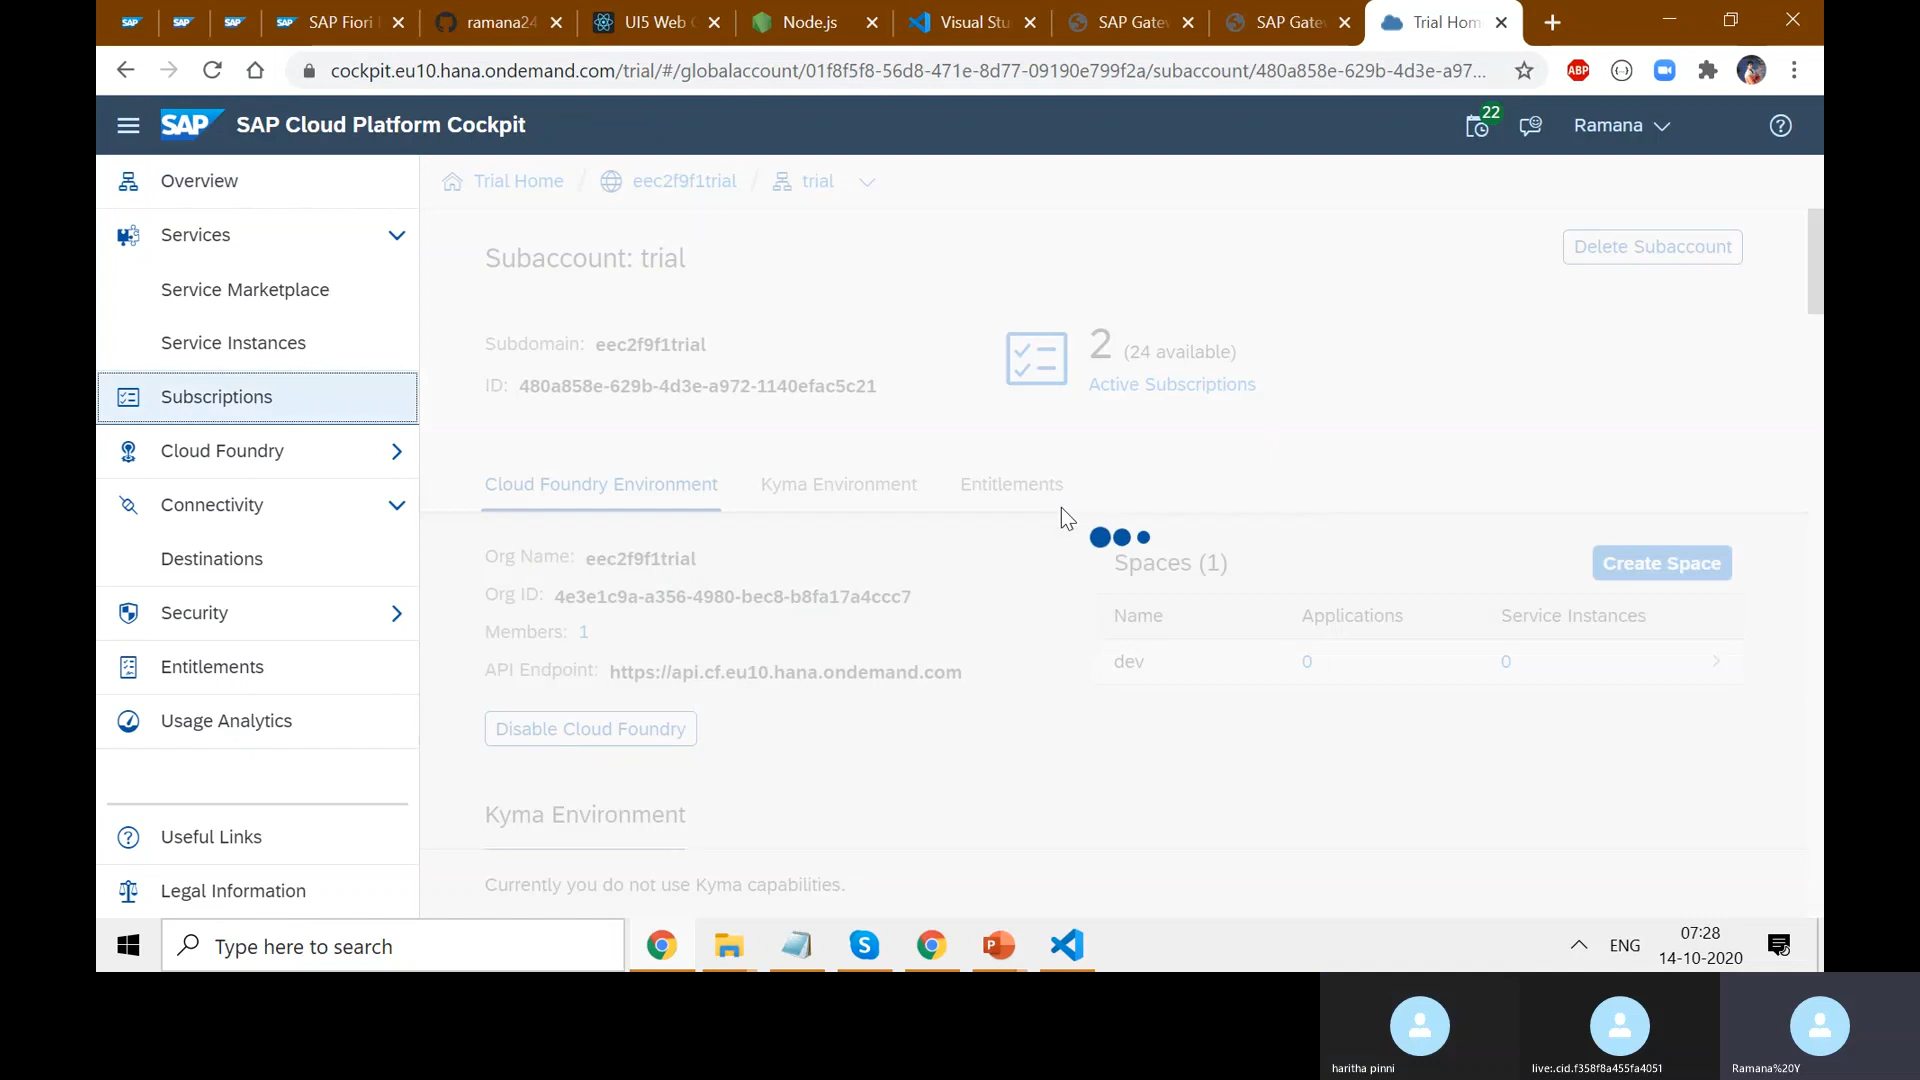 SAP
SAP
SAP
SAP
SAP Fiori
ramana24
UI5 Web C
Node.js
Visual Stu
SAP Gate
SAP Gate
Trial Hom
cockpit.eu10.hana.ondemand.com/trial/#/globalaccount/01f8f5f8-56d8-471e-8d77-09190e799f2a/subaccount/480a858e-629b-4d3e-a97...
ABP
SAP
SAP Cloud Platform Cockpit
22
Ramana
Overview
Services
Service Marketplace
Service Instances
Subscriptions
Cloud Foundry
Connectivity
Destinations
Security
Entitlements
Usage Analytics
Useful Links
Legal Information
Trial Home / eec2f9f1trial / trial
Subaccount: trial
Delete Subaccount
Subdomain: eec2f9f1trial
ID: 480a858e-629b-4d3e-a972-1140efac5c21
2 (24 available)
Active Subscriptions
Cloud Foundry Environment
Kyma Environment
Entitlements
Org Name: eec2f9f1trial
Org ID: 4e3e1c9a-a356-4980-bec8-b8fa17a4ccc7
Members: 1
API Endpoint: https://api.cf.eu10.hana.ondemand.com
Disable Cloud Foundry
Spaces (1)
Create Space
Name Applications Service Instances
dev 0 0
Kyma Environment
Currently you do not use Kyma capabilities.
Type here to search
ENG
07:28
14-10-2020
haritha pinni
live:.cid.f358f8a455fa4051
Ramana%20Y